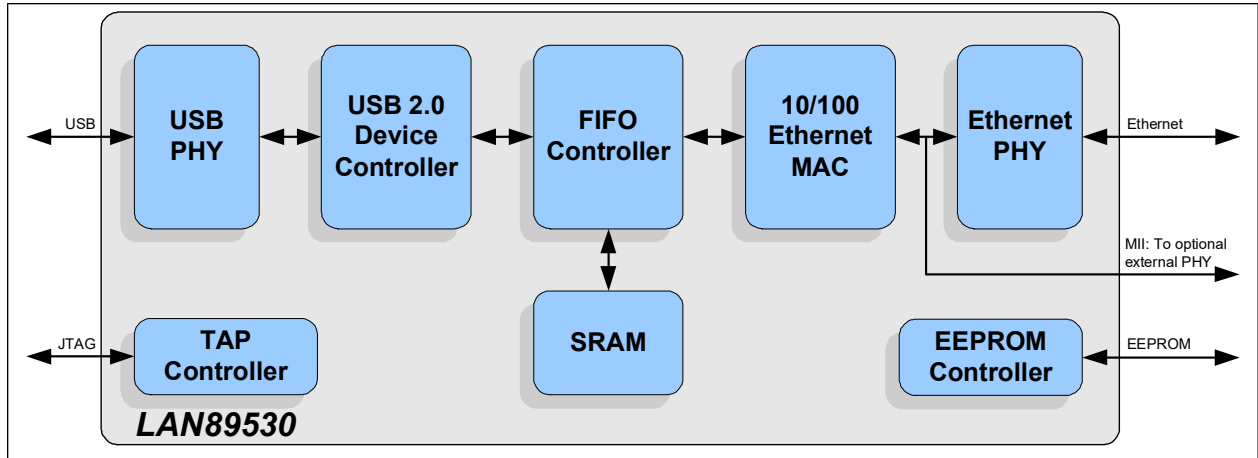 USB
USB
PHY
USB 2.0
Device
Controller
FIFO
Controller
10/100
Ethernet
MAC
Ethernet
PHY
Ethernet
MII: To optional
external PHY
SRAM
JTAG
TAP
Controller
EEPROM
Controller
EEPROM
LAN89530